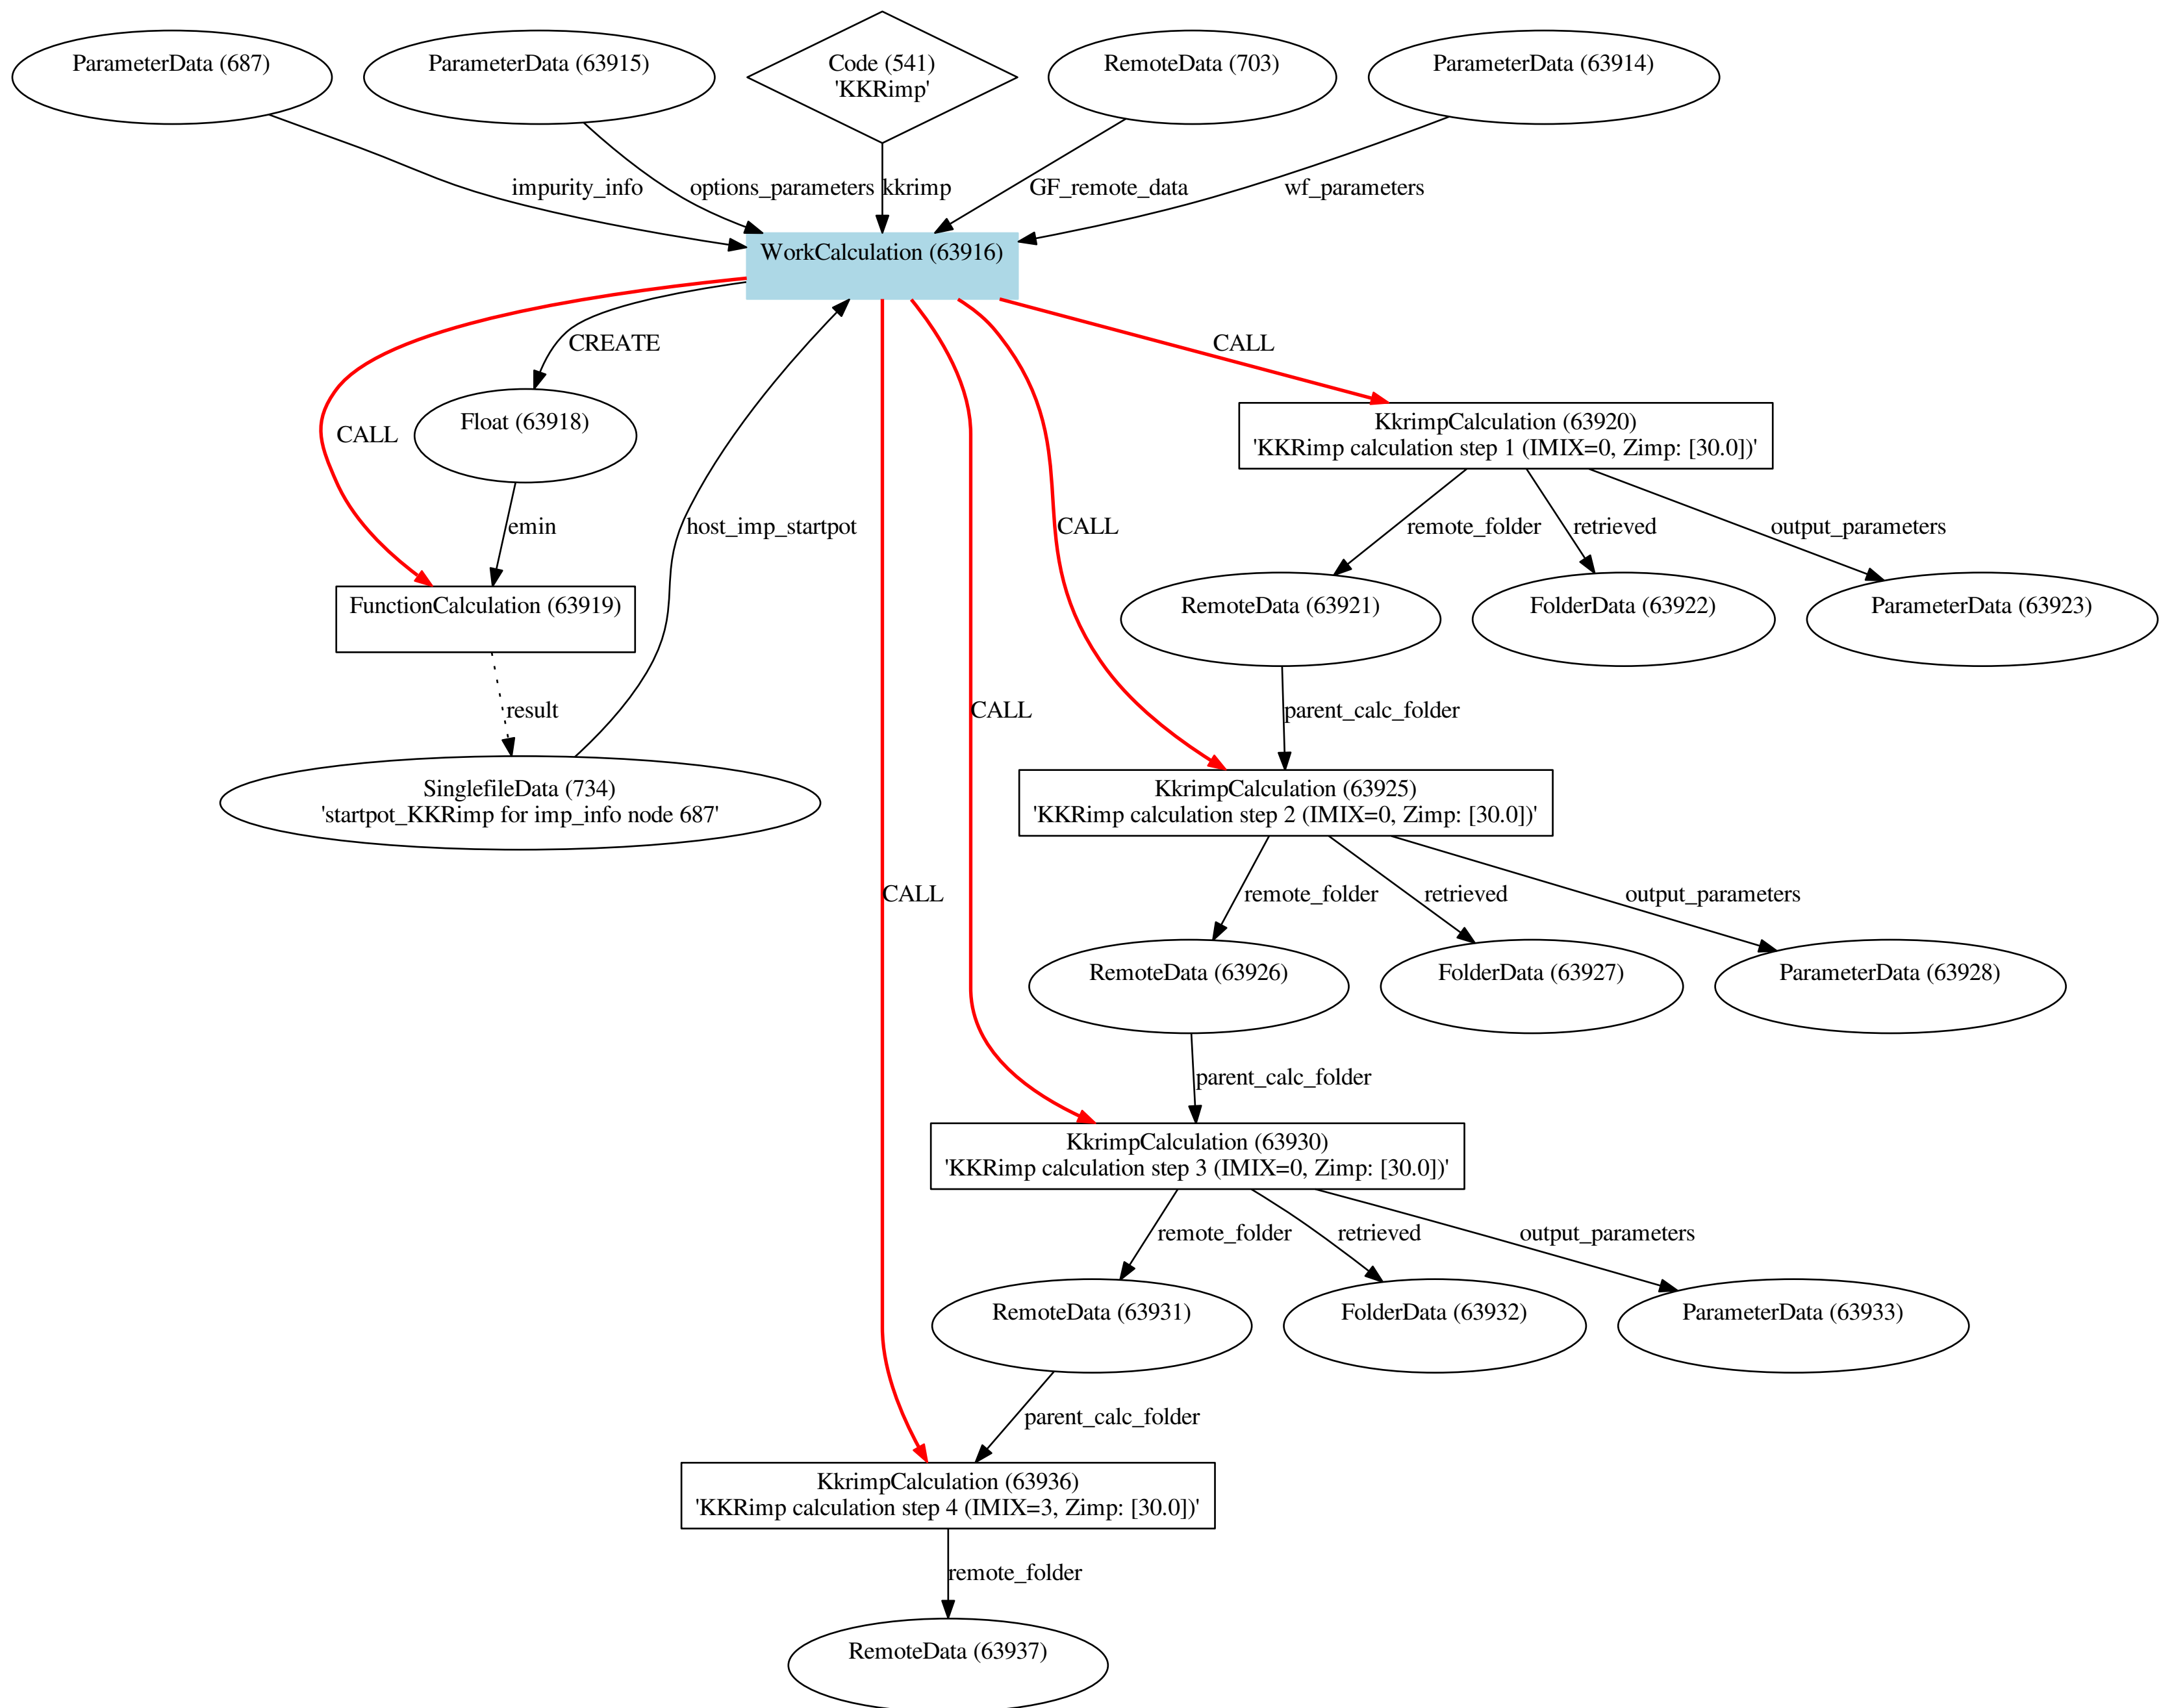 ParameterData (687)
ParameterData (63915)
Code (541)
'KKRimp'
RemoteData (703)
ParameterData (63914)
impurity_info
options_parameters
kkrimp
GF_remote_data
wf_parameters
WorkCalculation (63916)
CREATE
CALL
CALL
Float (63918)
KkrimpCalculation (63920)
'KKRimp calculation step 1 (IMIX=0, Zimp: [30.0])'
emin
host_imp_startpot
CALL
remote_folder
retrieved
output_parameters
FunctionCalculation (63919)
RemoteData (63921)
FolderData (63922)
ParameterData (63923)
result
CALL
parent_calc_folder
SinglefileData (734)
'startpot_KKRimp for imp_info node 687'
KkrimpCalculation (63925)
'KKRimp calculation step 2 (IMIX=0, Zimp: [30.0])'
CALL
remote_folder
retrieved
output_parameters
RemoteData (63926)
FolderData (63927)
ParameterData (63928)
parent_calc_folder
KkrimpCalculation (63930)
'KKRimp calculation step 3 (IMIX=0, Zimp: [30.0])'
remote_folder
retrieved
output_parameters
RemoteData (63931)
FolderData (63932)
ParameterData (63933)
parent_calc_folder
KkrimpCalculation (63936)
'KKRimp calculation step 4 (IMIX=3, Zimp: [30.0])'
remote_folder
RemoteData (63937)